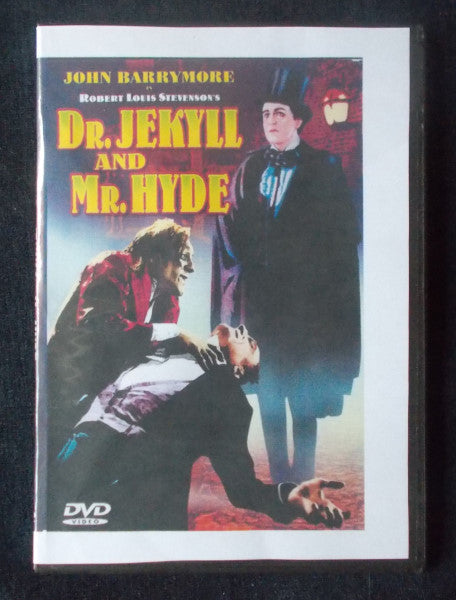 JOHN BARRYMORE
IN
ROBERT LOUIS STEVENSON'S
DR. JEKYLL
AND
MR. HYDE
DVD
VIDEO